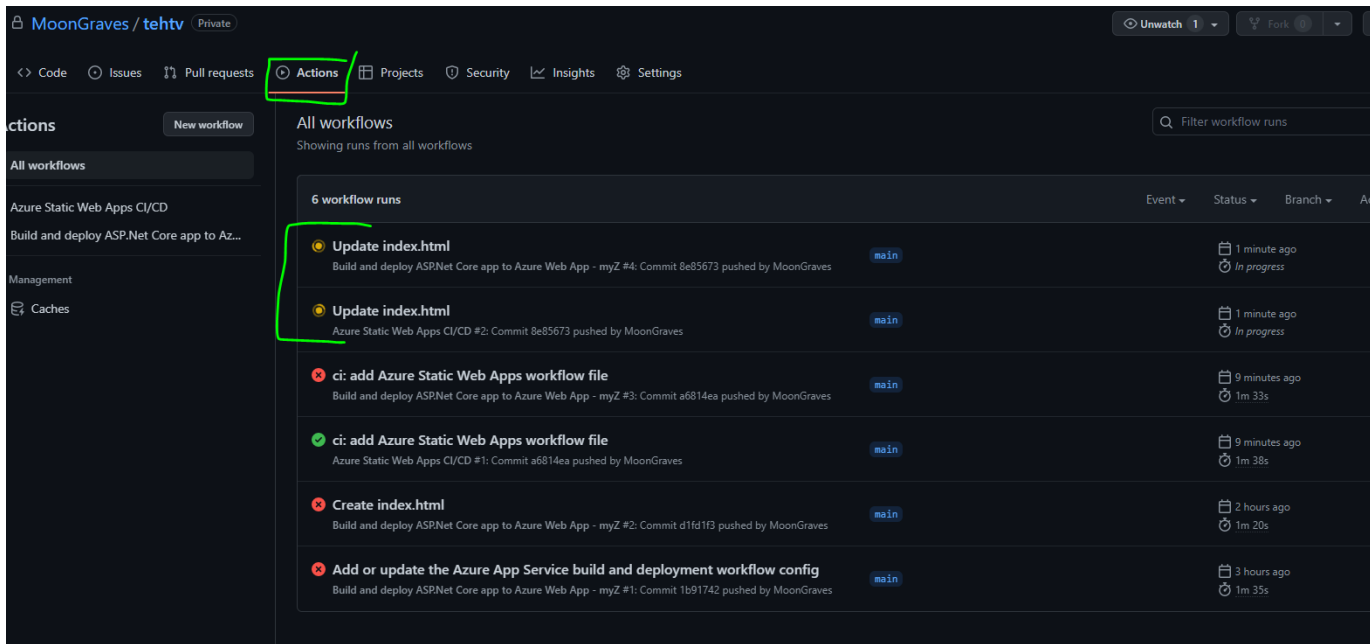 MoonGraves / tehtv Private
Unwatch 1
Fork 0
Code
Issues
Pull requests
Actions
Projects
Security
Insights
Settings
ctions
New workflow
All workflows
Azure Static Web Apps CI/CD
Build and deploy ASP.Net Core app to Az...
Management
Caches
All workflows
Showing runs from all workflows
Filter workflow runs
6 workflow runs
Event
Status
Branch
Update index.html
Build and deploy ASP.Net Core app to Azure Web App - myZ #4: Commit 8e85673 pushed by MoonGraves
main
1 minute ago
In progress
Update index.html
Azure Static Web Apps CI/CD #2: Commit 8e85673 pushed by MoonGraves
main
1 minute ago
In progress
ci: add Azure Static Web Apps workflow file
Build and deploy ASP.Net Core app to Azure Web App - myZ #3: Commit a6814ea pushed by MoonGraves
main
9 minutes ago
1m 33s
ci: add Azure Static Web Apps workflow file
Azure Static Web Apps CI/CD #1: Commit a6814ea pushed by MoonGraves
main
9 minutes ago
1m 38s
Create index.html
Build and deploy ASP.Net Core app to Azure Web App - myZ #2: Commit d1fd1f3 pushed by MoonGraves
main
2 hours ago
1m 20s
Add or update the Azure App Service build and deployment workflow config
Build and deploy ASP.Net Core app to Azure Web App - myZ #1: Commit 1b91742 pushed by MoonGraves
main
3 hours ago
1m 35s